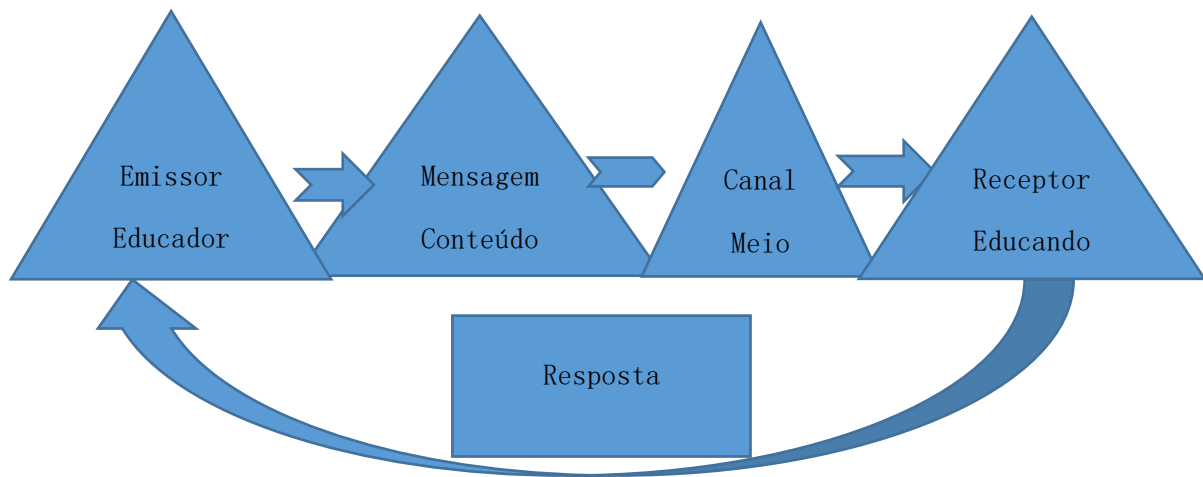 Emissor
Educador
Mensagem
Conteúdo
Canal
Meio
Receptor
Educando
Resposta